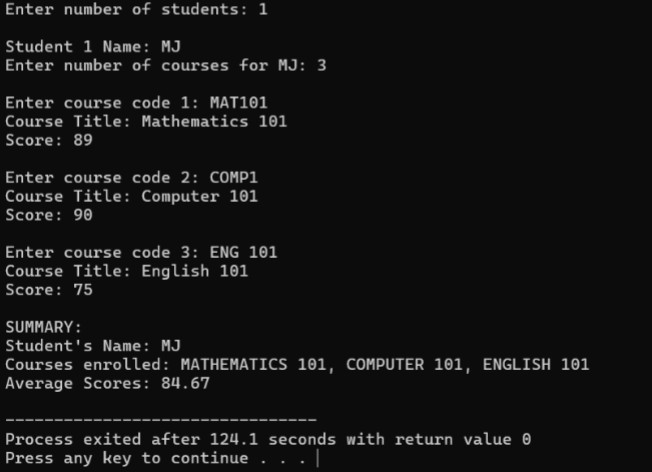 Enter number of students: 1
Student 1 Name: MJ
Enter number of courses for MJ: 3
Enter course code 1: MAT101
Course Title: Mathematics 101
Score: 89
Enter course code 2: COMP1
Course Title: Computer 101
Score: 90
Enter course code 3: ENG 101
Course Title: English 101
Score: 75
SUMMARY:
Student's Name: MJ
Courses enrolled: MATHEMATICS 101, COMPUTER 101, ENGLISH 101
Average Scores: 84.67
--------------------------------
Process exited after 124.1 seconds with return value 0
Press any key to continue . . .